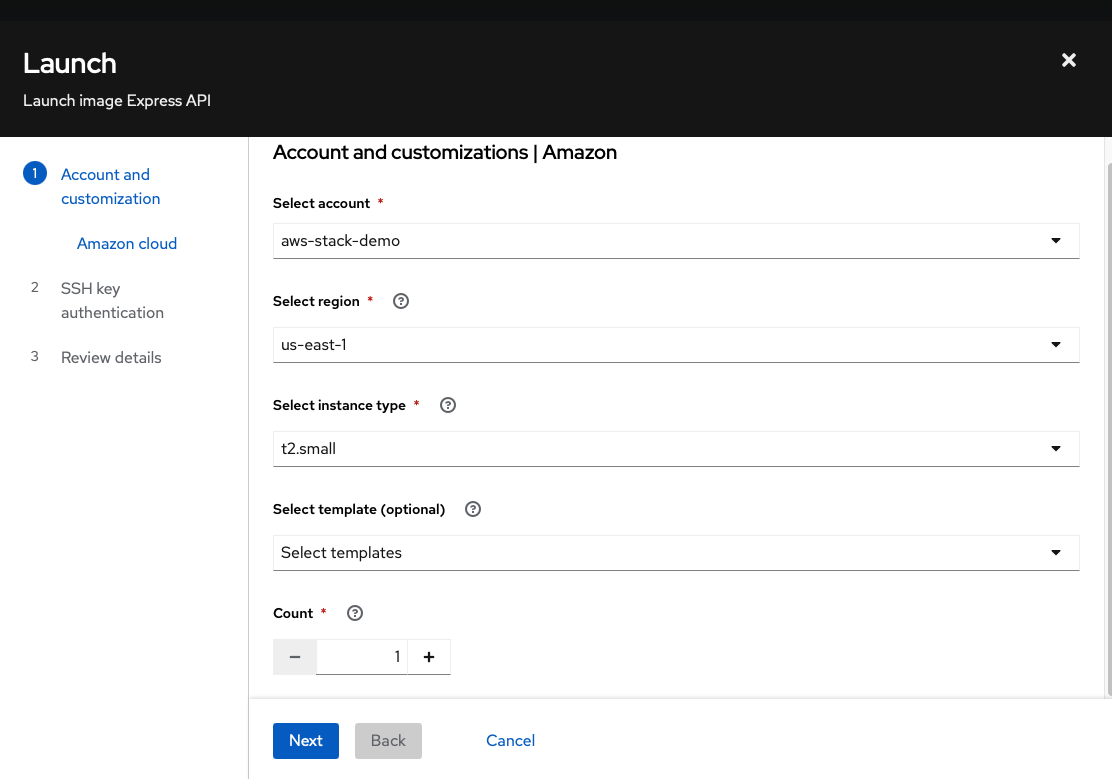 Launch
Launch image Express API
1
Account and
customization
Amazon cloud
2
SSH key
authentication
3
Review details
Account and customizations | Amazon
Select account *
aws-stack-demo
Select region *
us-east-1
Select instance type *
t2.small
Select template (optional)
Select templates
Count *
1
Next
Back
Cancel